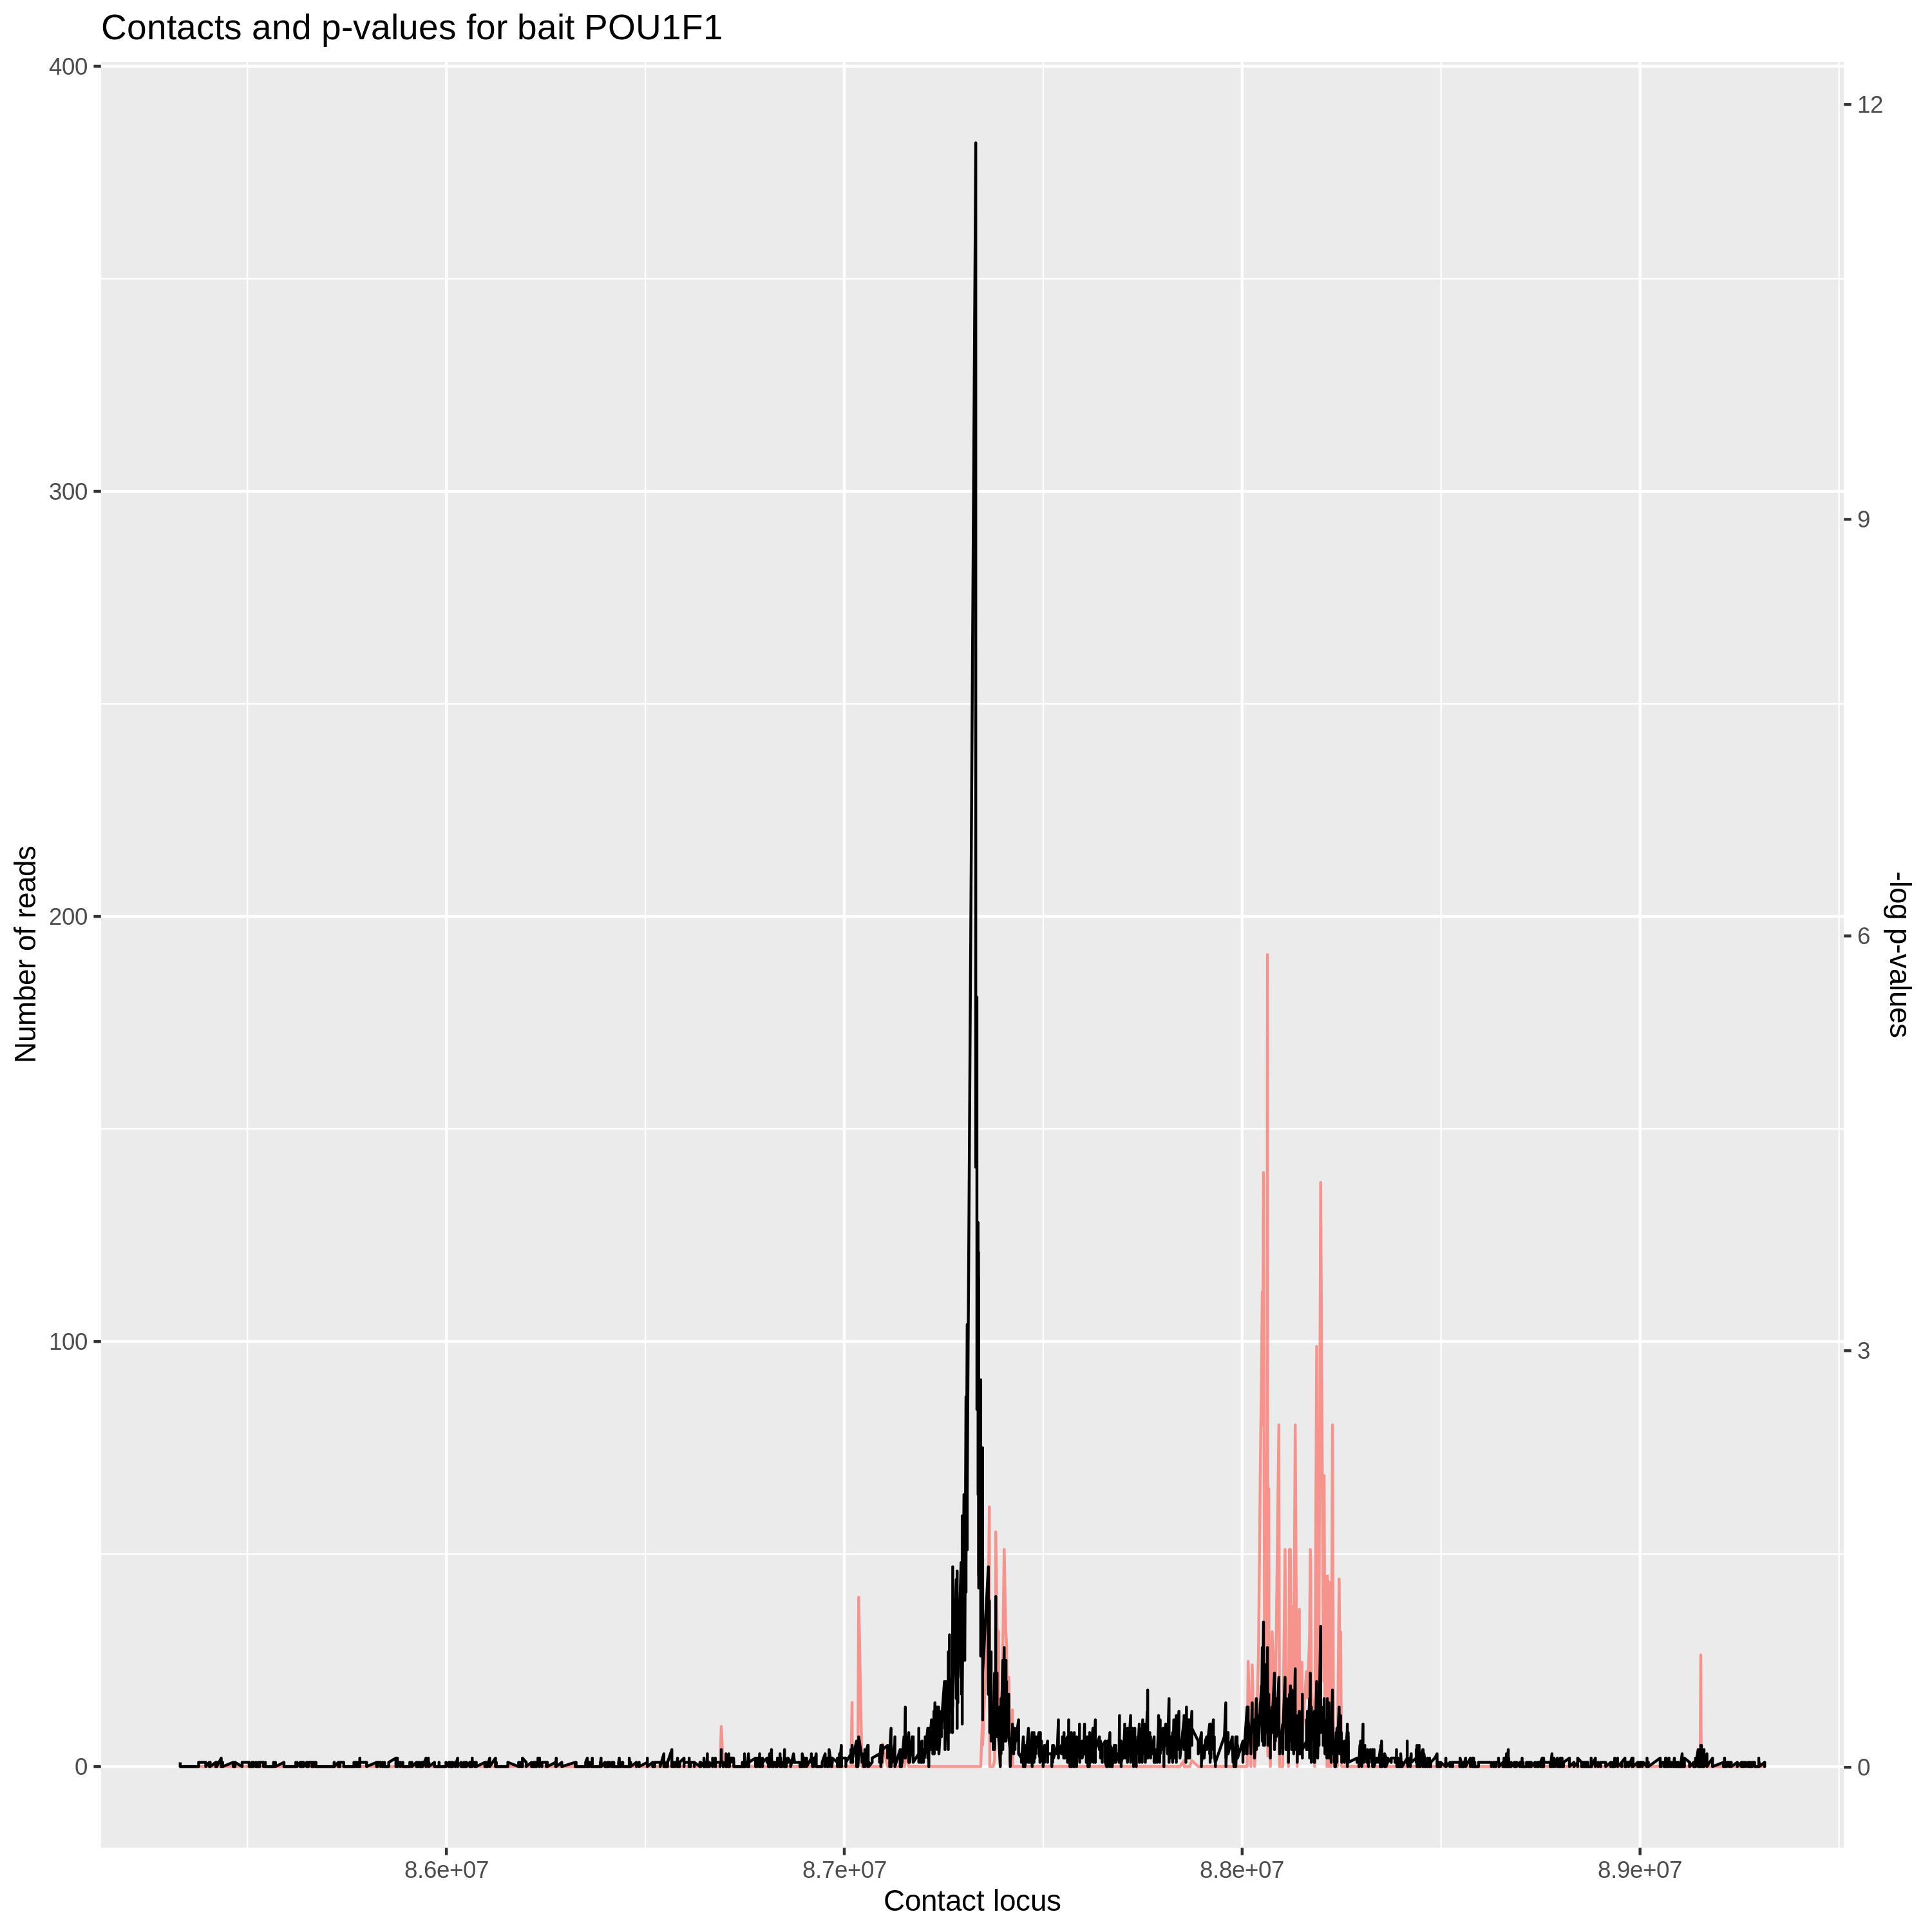 Contacts and p-values for bait POU1F1
400
300
200
100
0
Number of reads
12
9
6
3
0
-log p-values
8.6e+07
8.7e+07
8.8e+07
8.9e+07
Contact locus